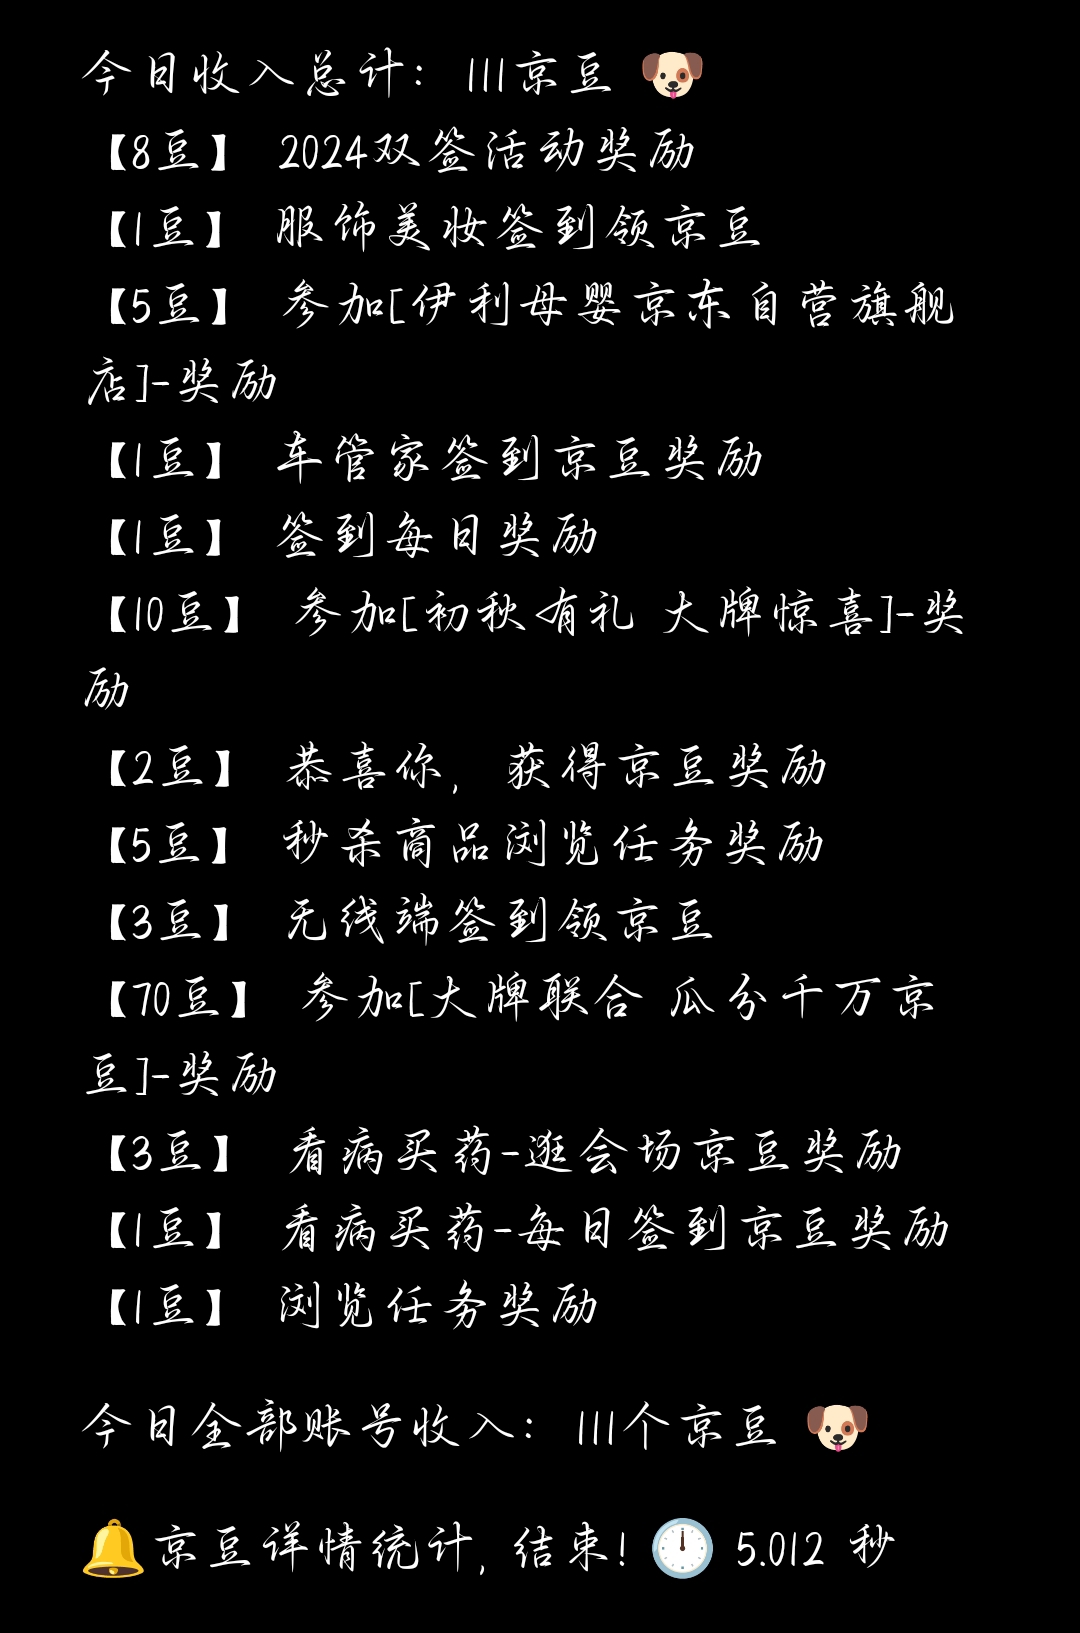 今日收入总计：111京豆 🐶
【8豆】 2024双签活动奖励
【1豆】 服饰美妆签到领京豆
【5豆】 参加[伊利母婴京东自营旗舰
店]-奖励
【1豆】 车管家签到京豆奖励
【1豆】 签到每日奖励
【10豆】 参加[初秋有礼 大牌惊喜]-奖
励
【2豆】 恭喜你，获得京豆奖励
【5豆】 秒杀商品浏览任务奖励
【3豆】 无线端签到领京豆
【70豆】 参加[大牌联合 瓜分千万京
豆]-奖励
【3豆】 看病买药-逛会场京豆奖励
【1豆】 看病买药-每日签到京豆奖励
【1豆】 浏览任务奖励
今日全部账号收入：111个京豆 🐶
🔔京豆详情统计, 结束! 🕛 5.012 秒